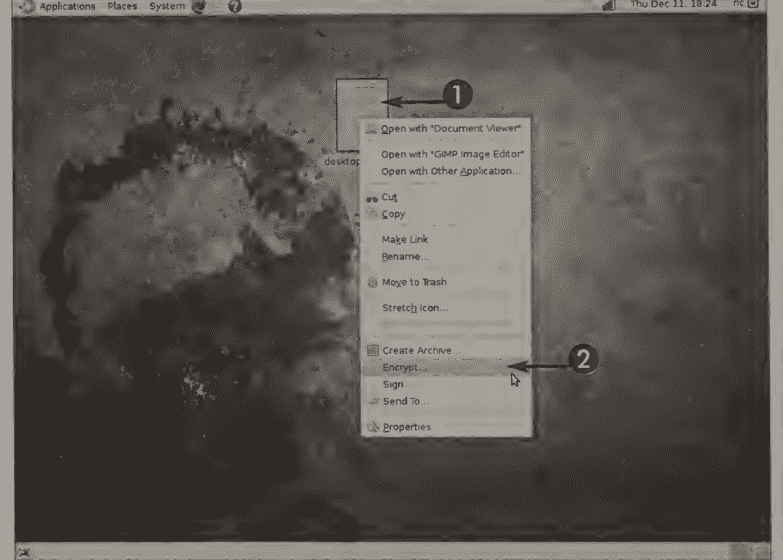 Applications Places System
Thu Dec 11, 18:24
1
Open with "Document Viewer"
desktop
Open with "GIMP Image Editor"
Open with Other Application...
Cut
Copy
Make Link
Rename...
Move to Trash
Stretch Icon...
Create Archive...
2
Encrypt...
Sign
Send To...
Properties